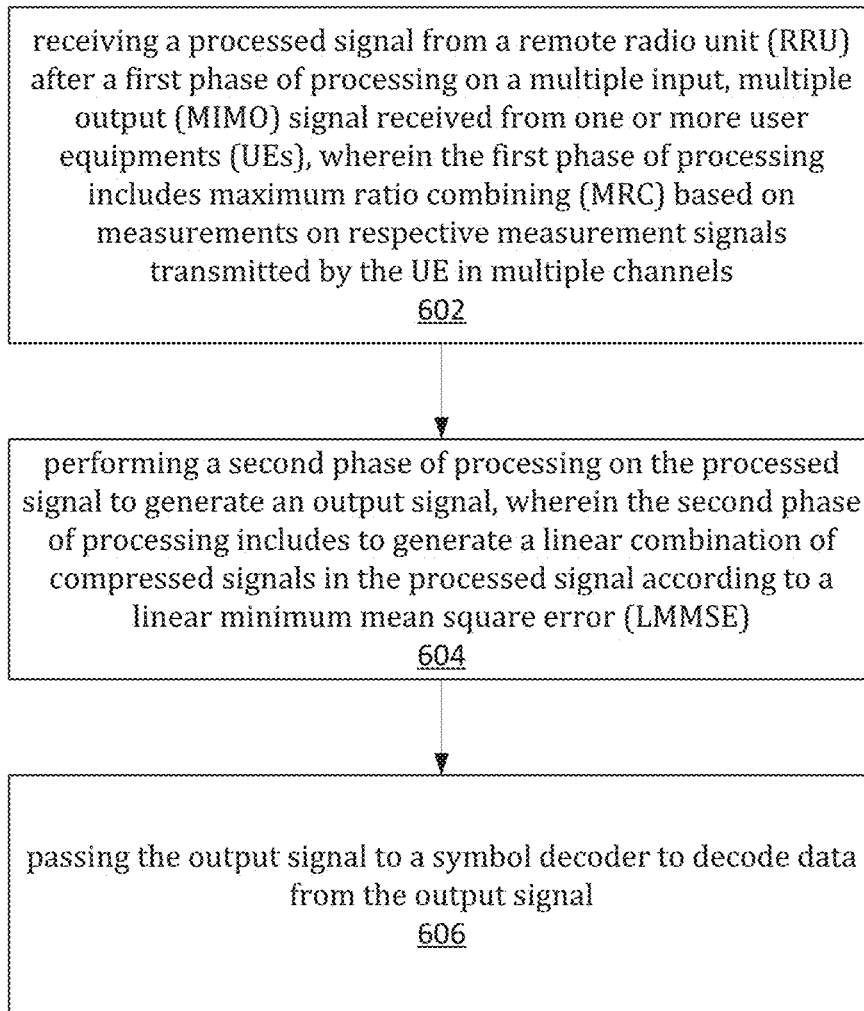 receiving a processed signal from a remote radio unit (RRU)
after a first phase of processing on a multiple input, multiple
output (MIMO) signal received from one or more user
equipments (UEs), wherein the first phase of processing
includes maximum ratio combining (MRC) based on
measurements on respective measurement signals
transmitted by the UE in multiple channels
602
performing a second phase of processing on the processed
signal to generate an output signal, wherein the second phase
of processing includes to generate a linear combination of
compressed signals in the processed signal according to a
linear minimum mean square error (LMMSE)
604
passing the output signal to a symbol decoder to decode data
from the output signal
606